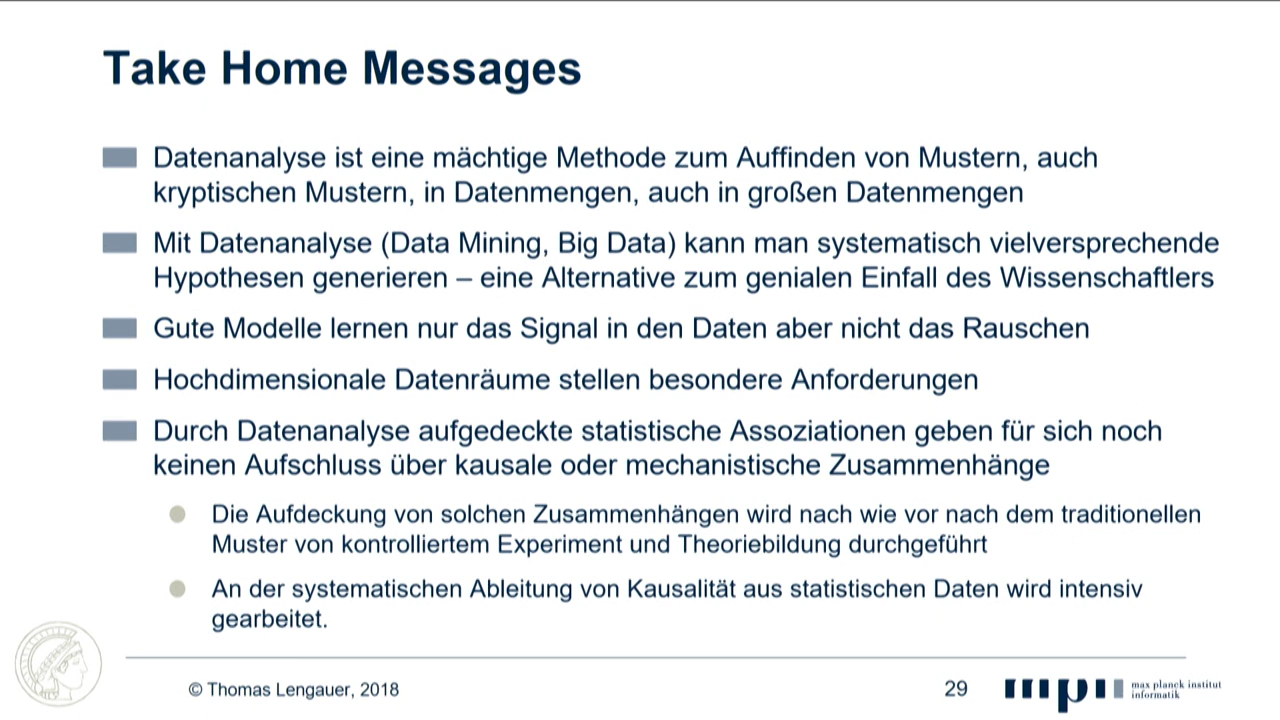 Take Home Messages
Datenanalyse ist eine mächtige Methode zum Auffinden von Mustern, auch
kryptischen Mustern, in Datenmengen, auch in großen Datenmengen
Mit Datenanalyse (Data Mining, Big Data) kann man systematisch vielversprechende
Hypothesen generieren – eine Alternative zum genialen Einfall des Wissenschaftlers
Gute Modelle lernen nur das Signal in den Daten aber nicht das Rauschen
Hochdimensionale Datenräume stellen besondere Anforderungen
Durch Datenanalyse aufgedeckte statistische Assoziationen geben für sich noch
keinen Aufschluss über kausale oder mechanistische Zusammenhänge
Die Aufdeckung von solchen Zusammenhängen wird nach wie vor nach dem traditionellen
Muster von kontrolliertem Experiment und Theoriebildung durchgeführt
An der systematischen Ableitung von Kausalität aus statistischen Daten wird intensiv
gearbeitet.
© Thomas Lengauer, 2018
29
mpi
max planck institut
informatik